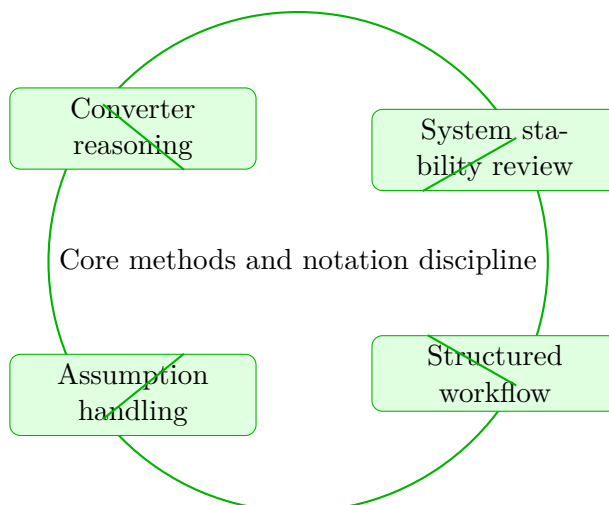 Converter
reasoning
System sta-
bility review
Core methods and notation discipline
Assumption
handling
Structured
workflow